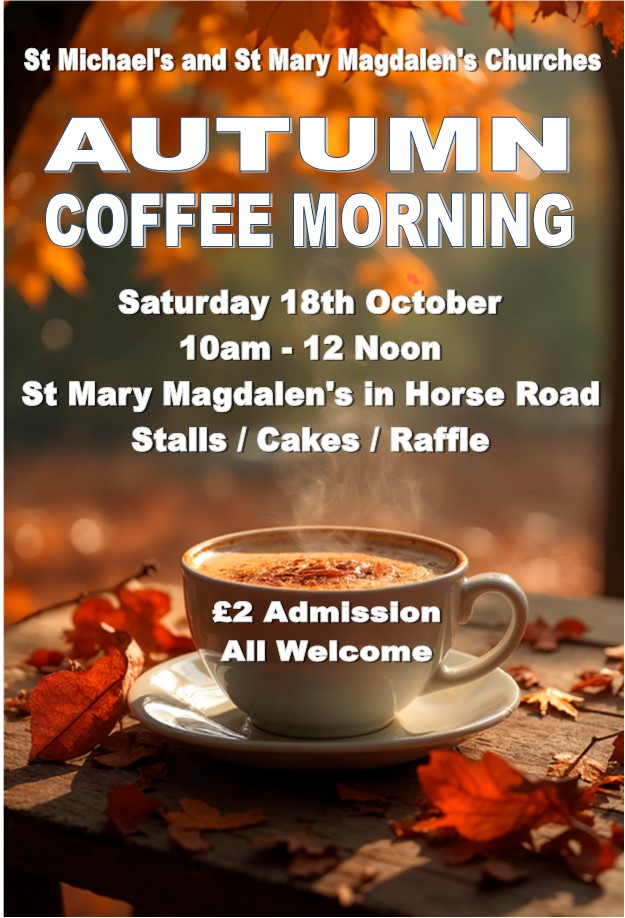 St Michael's and St Mary Magdalen's Churches
AUTUMN
COFFEE MORNING
Saturday 18th October
10am - 12 Noon
St Mary Magdalen's in Horse Road
Stalls / Cakes / Raffle
£2 Admission
All Welcome